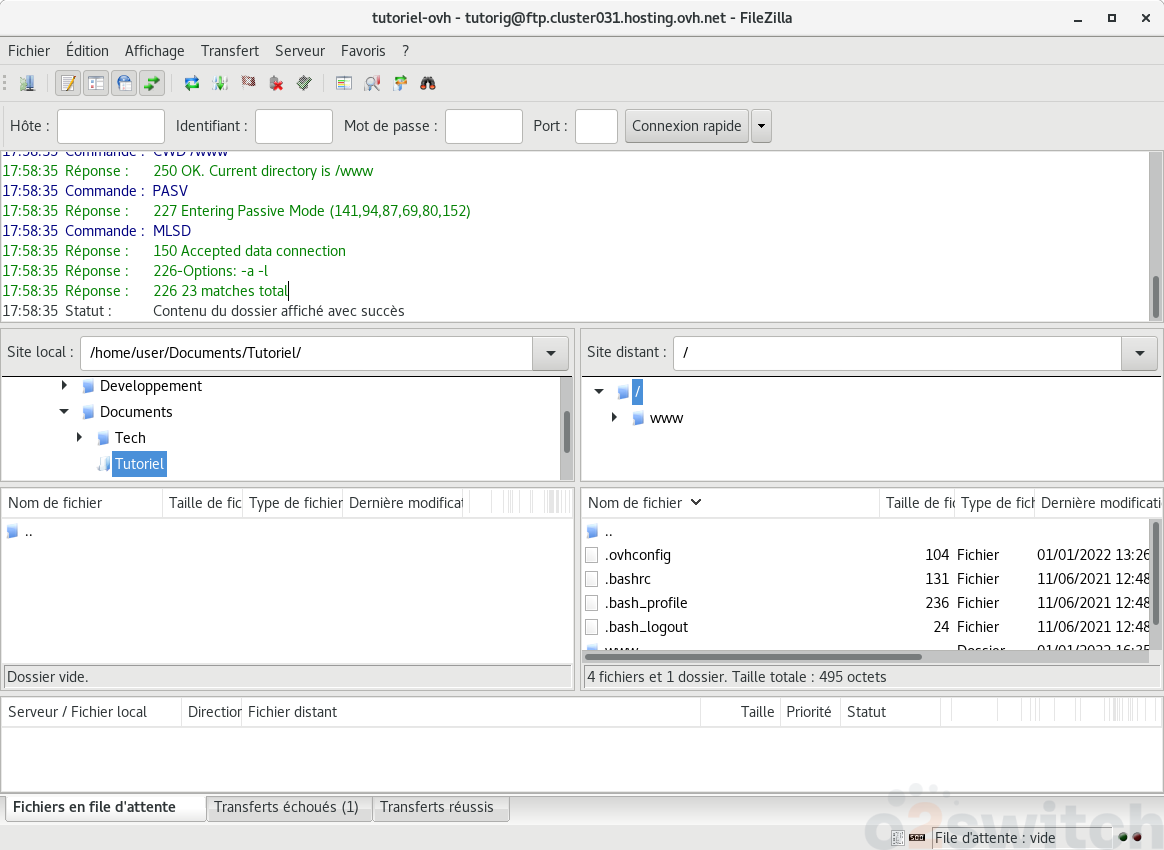 tutoriel-ovh - tutorig@ftp.cluster031.hosting.ovh.net - FileZilla
Fichier Édition Affichage Transfert Serveur Favoris ?
Hôte : Identifiant : Mot de passe : Port : Connexion rapide
17:58:35 Commande : CWD /www
17:58:35 Réponse : 250 OK. Current directory is /www
17:58:35 Commande : PASV
17:58:35 Réponse : 227 Entering Passive Mode (141,94,87,69,80,152)
17:58:35 Commande : MLSD
17:58:35 Réponse : 150 Accepted data connection
17:58:35 Réponse : 226-Options: -a -l
17:58:35 Réponse : 226 23 matches total
17:58:35 Statut : Contenu du dossier affiché avec succès
Site local : /home/user/Documents/Tutoriel/
Developpement
Documents
Tech
Tutoriel
Nom de fichier Taille de fic Type de fichier Dernière modificat
..
Dossier vide.
Site distant : /
/
www
Nom de fichier Taille de fic Type de fich Dernière modificati
..
.ovhconfig 104 Fichier 01/01/2022 13:26
.bashrc 131 Fichier 11/06/2021 12:48
.bash_profile 236 Fichier 11/06/2021 12:48
.bash_logout 24 Fichier 11/06/2021 12:48
www Dossier 01/01/2022 16:35
4 fichiers et 1 dossier. Taille totale : 495 octets
Serveur / Fichier local Direction Fichier distant Taille Priorité Statut
Fichiers en file d'attente Transferts échoués (1) Transferts réussis
o2switch
File d'attente : vide